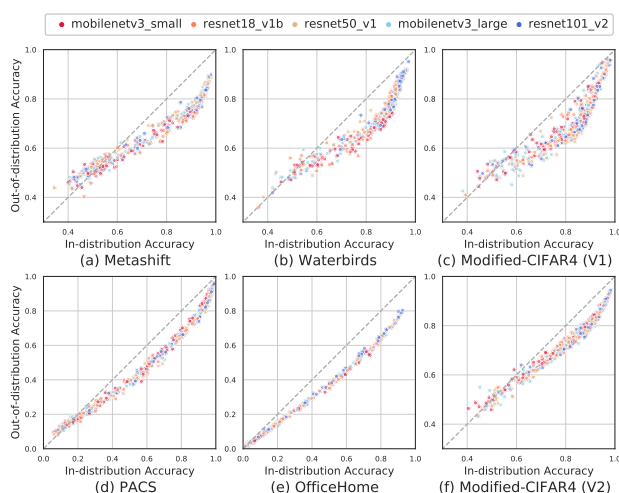 mobilenetv3_small resnet18_v1b resnet50_v1 mobilenetv3_large resnet101_v2
Out-of-distribution Accuracy
1.0
0.8
0.6
0.4
0.4 0.6 0.8 1.0
In-distribution Accuracy
(a) Metashift
1.0
0.8
0.6
0.4
0.4 0.6 0.8 1.0
In-distribution Accuracy
(b) Waterbirds
1.0
0.8
0.6
0.4
0.4 0.6 0.8 1.0
In-distribution Accuracy
(c) Modified-CIFAR4 (V1)
Out-of-distribution Accuracy
1.0
0.8
0.6
0.4
0.2
0.0
0.0 0.2 0.4 0.6 0.8 1.0
In-distribution Accuracy
(d) PACS
1.0
0.8
0.6
0.4
0.2
0.0
0.0 0.2 0.4 0.6 0.8 1.0
In-distribution Accuracy
(e) OfficeHome
1.0
0.8
0.6
0.4
0.4 0.6 0.8 1.0
In-distribution Accuracy
(f) Modified-CIFAR4 (V2)